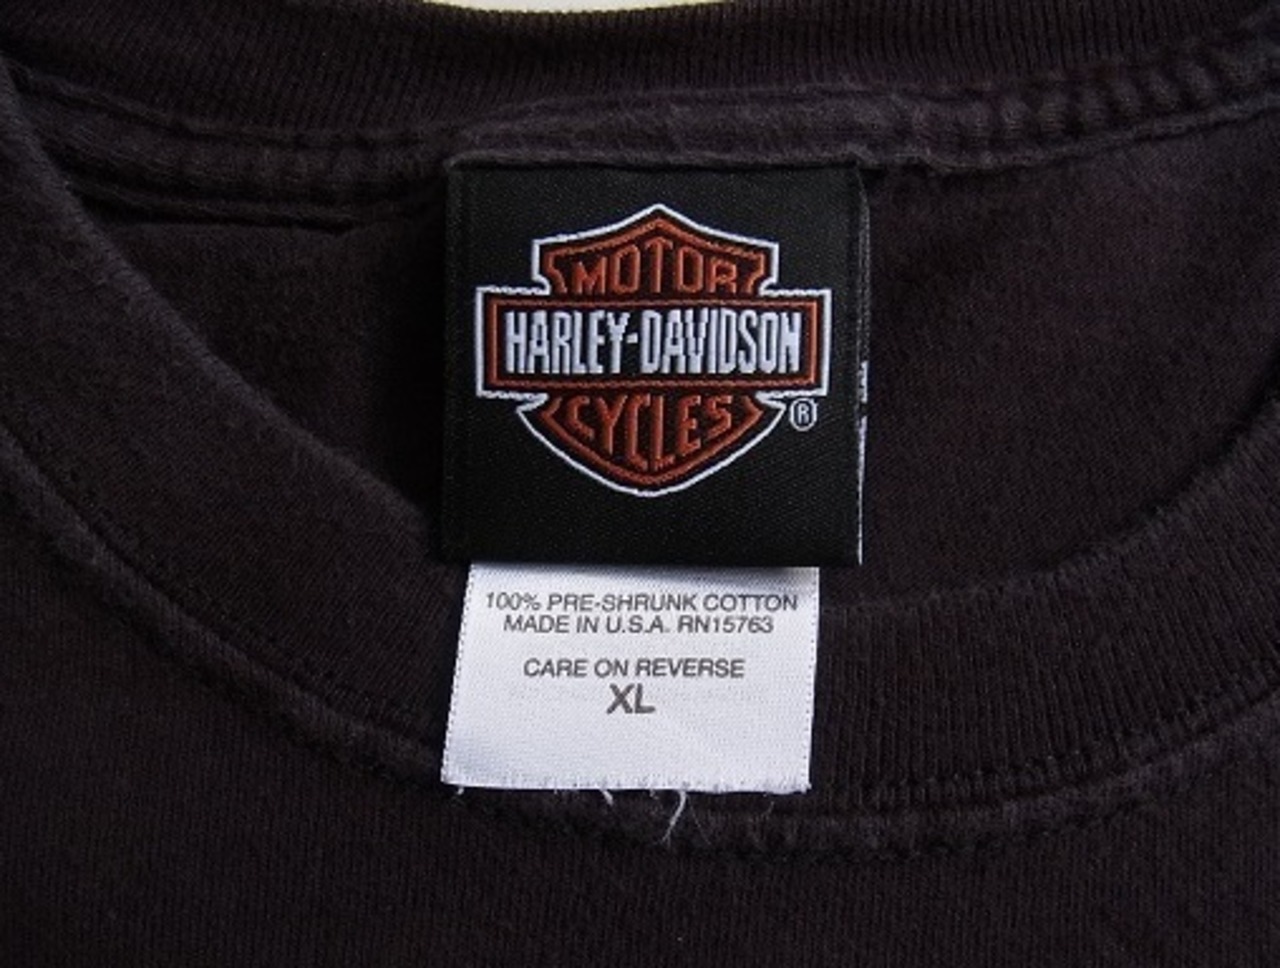 MOTOR
HARLEY-DAVIDSON
CYCLES
®
100% PRE-SHRUNK COTTON
MADE IN U.S.A. RN15763
CARE ON REVERSE
XL